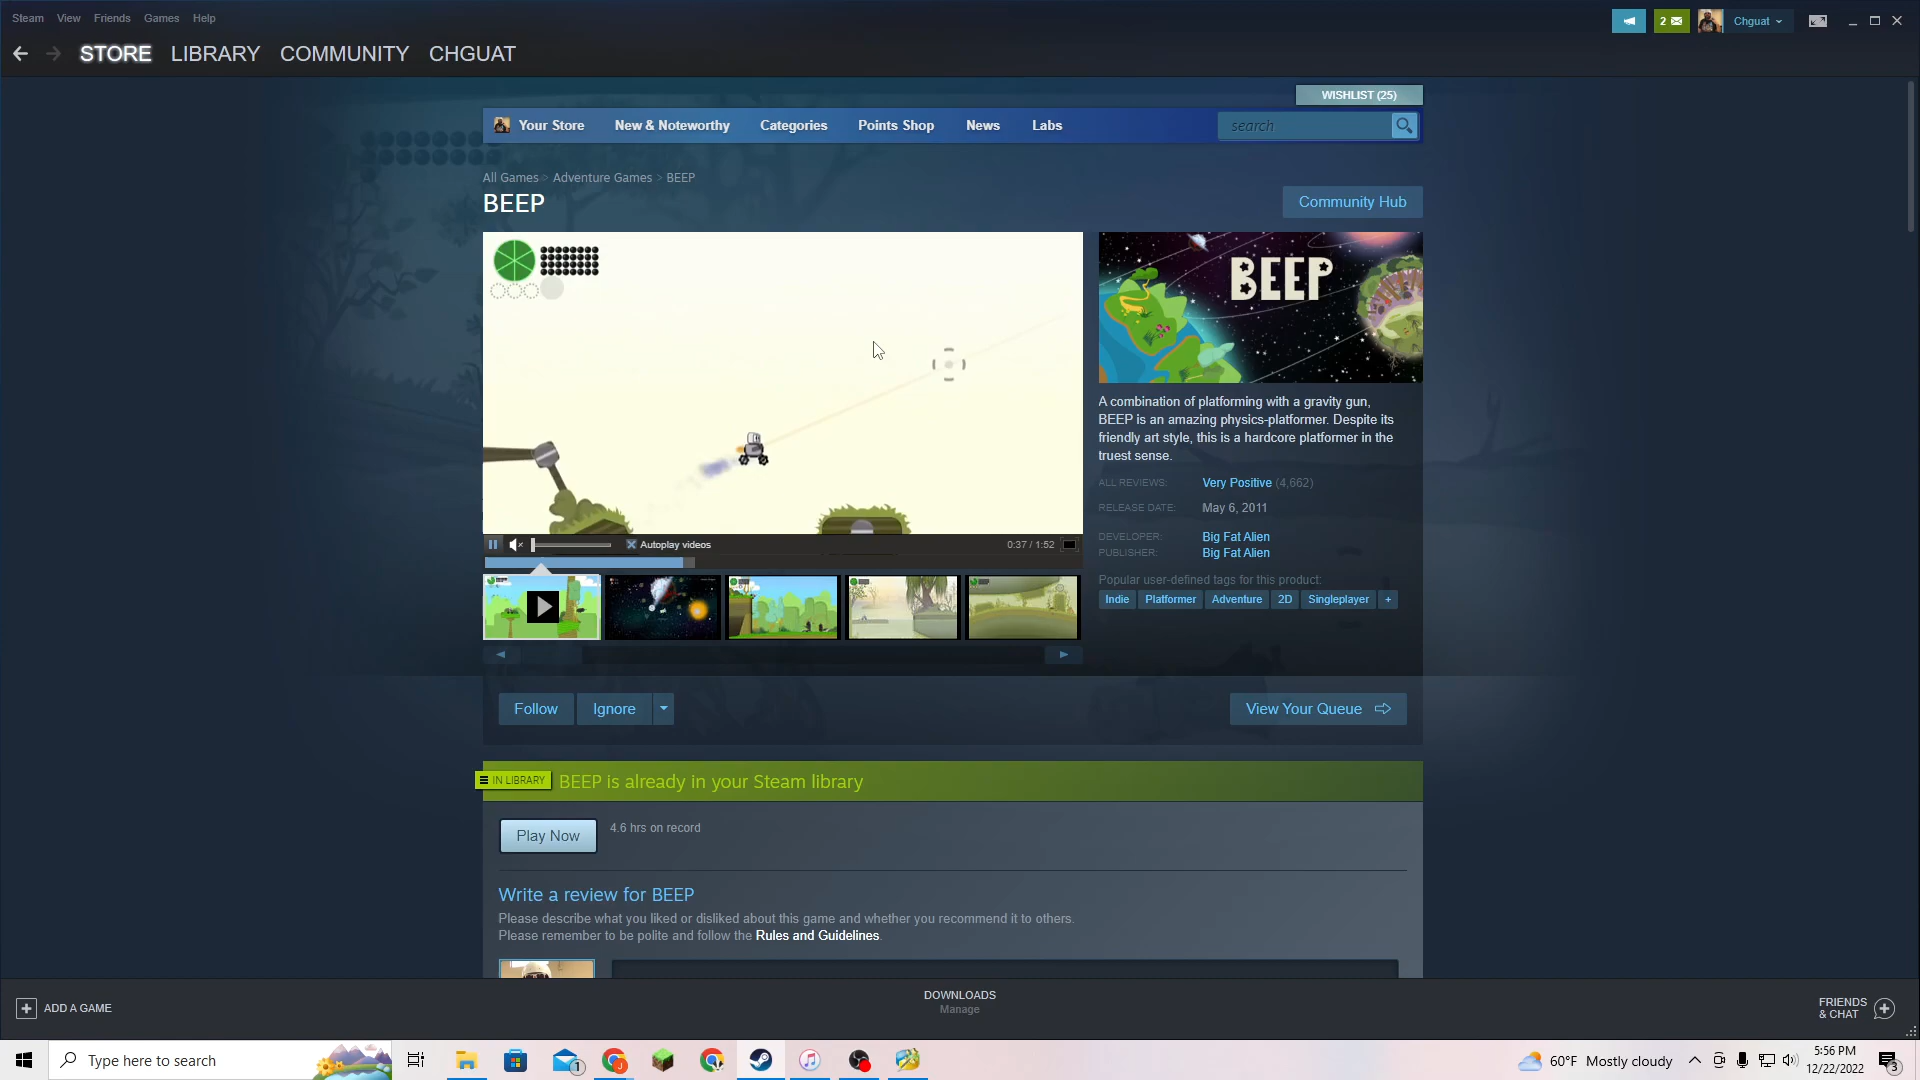 Steam View Friends Games Help
2
Chguat
STORE LIBRARY COMMUNITY CHGUAT
WISHLIST (25)
Your Store New & Noteworthy Categories Points Shop News Labs
search
All Games > Adventure Games > BEEP
BEEP
Community Hub
BEEP
A combination of platforming with a gravity gun,
BEEP is an amazing physics-platformer. Despite its
friendly art style, this is a hardcore platformer in the
truest sense.
ALL REVIEWS: Very Positive (4,662)
RELEASE DATE: May 6, 2011
DEVELOPER: Big Fat Alien
PUBLISHER: Big Fat Alien
Popular user-defined tags for this product:
Indie Platformer Adventure 2D Singleplayer +
Autoplay videos 0:37 / 1:52
Follow Ignore
View Your Queue
IN LIBRARY BEEP is already in your Steam library
Play Now 4.6 hrs on record
Write a review for BEEP
Please describe what you liked or disliked about this game and whether you recommend it to others.
Please remember to be polite and follow the Rules and Guidelines.
ADD A GAME
DOWNLOADS
Manage
FRIENDS
& CHAT
Type here to search
1
60°F Mostly cloudy
5:56 PM
12/22/2022
3